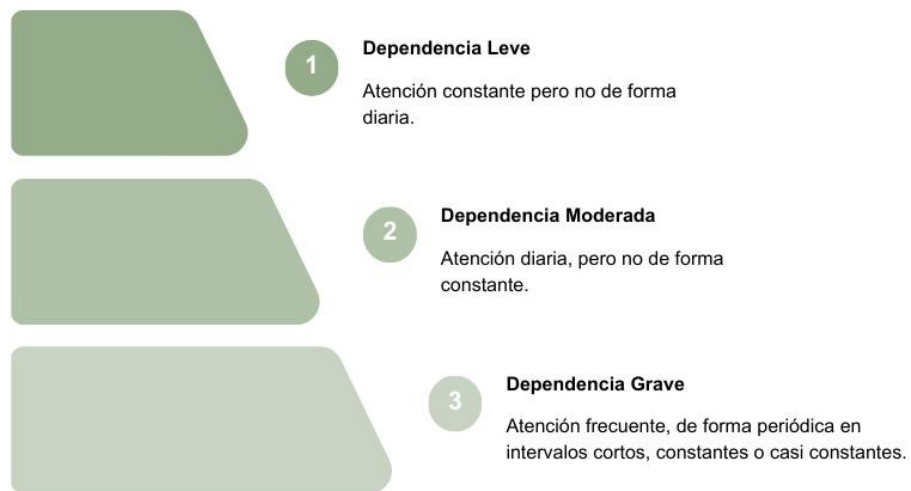 1
Dependencia Leve
Atención constante pero no de forma
diaria.
2
Dependencia Moderada
Atención diaria, pero no de forma
constante.
3
Dependencia Grave
Atención frecuente, de forma periódica en
intervalos cortos, constantes o casi constantes.